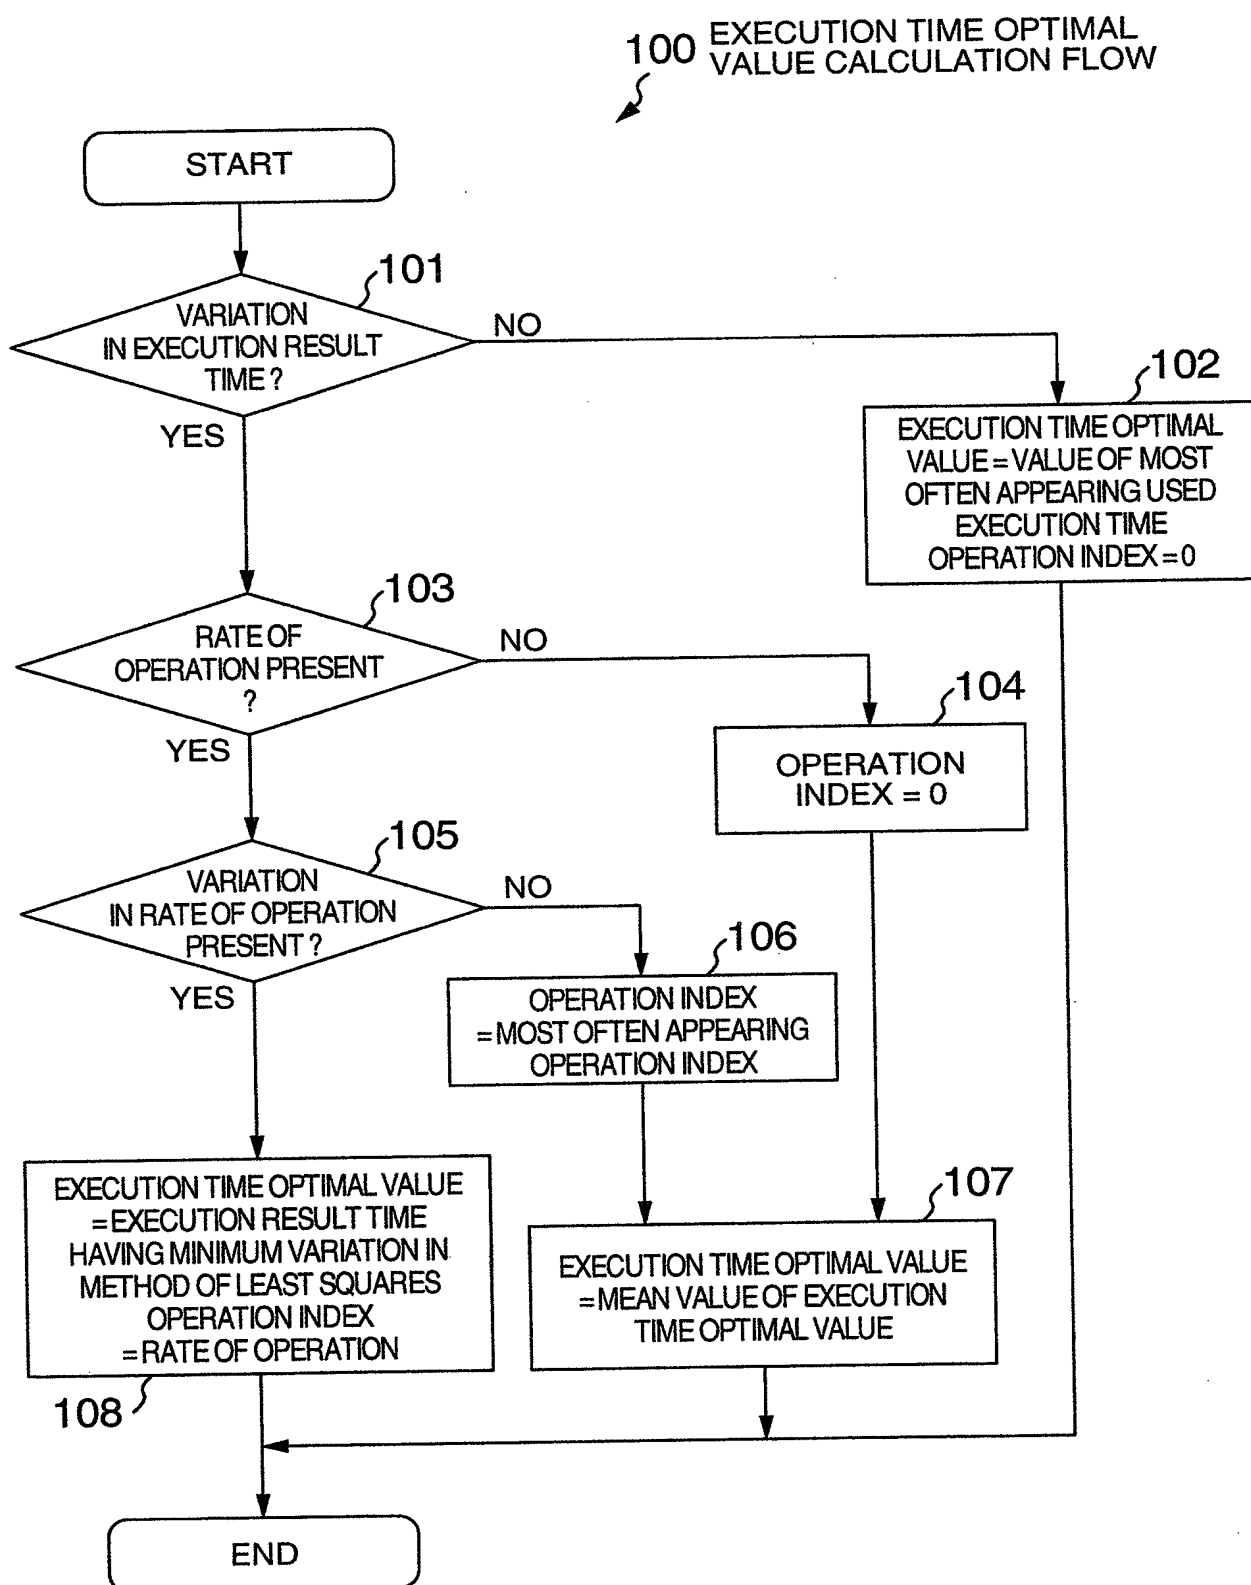 100 EXECUTION TIME OPTIMAL
VALUE CALCULATION FLOW
START
101
VARIATION
IN EXECUTION RESULT
TIME ?
NO
YES
102
EXECUTION TIME OPTIMAL
VALUE = VALUE OF MOST
OFTEN APPEARING USED
EXECUTION TIME
OPERATION INDEX = 0
103
RATE OF
OPERATION PRESENT
?
NO
YES
104
OPERATION
INDEX = 0
105
VARIATION
IN RATE OF OPERATION
PRESENT ?
NO
YES
106
OPERATION INDEX
= MOST OFTEN APPEARING
OPERATION INDEX
107
EXECUTION TIME OPTIMAL VALUE
= MEAN VALUE OF EXECUTION
TIME OPTIMAL VALUE
EXECUTION TIME OPTIMAL VALUE
= EXECUTION RESULT TIME
HAVING MINIMUM VARIATION IN
METHOD OF LEAST SQUARES
OPERATION INDEX
= RATE OF OPERATION
108
END